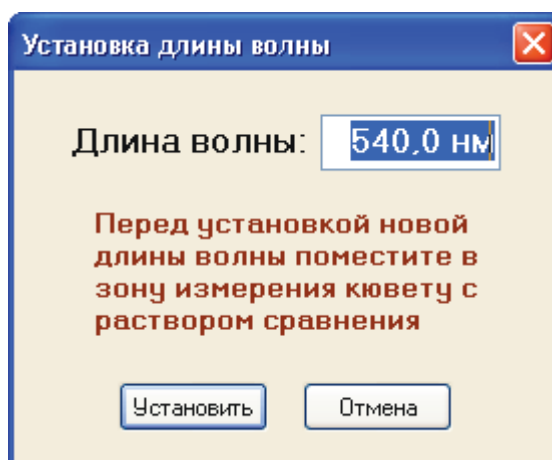 Установка длины волны
Длина волны: 540,0 нм
Перед установкой новой
длины волны поместите в
зону измерения кювету с
раствором сравнения
Установить Отмена